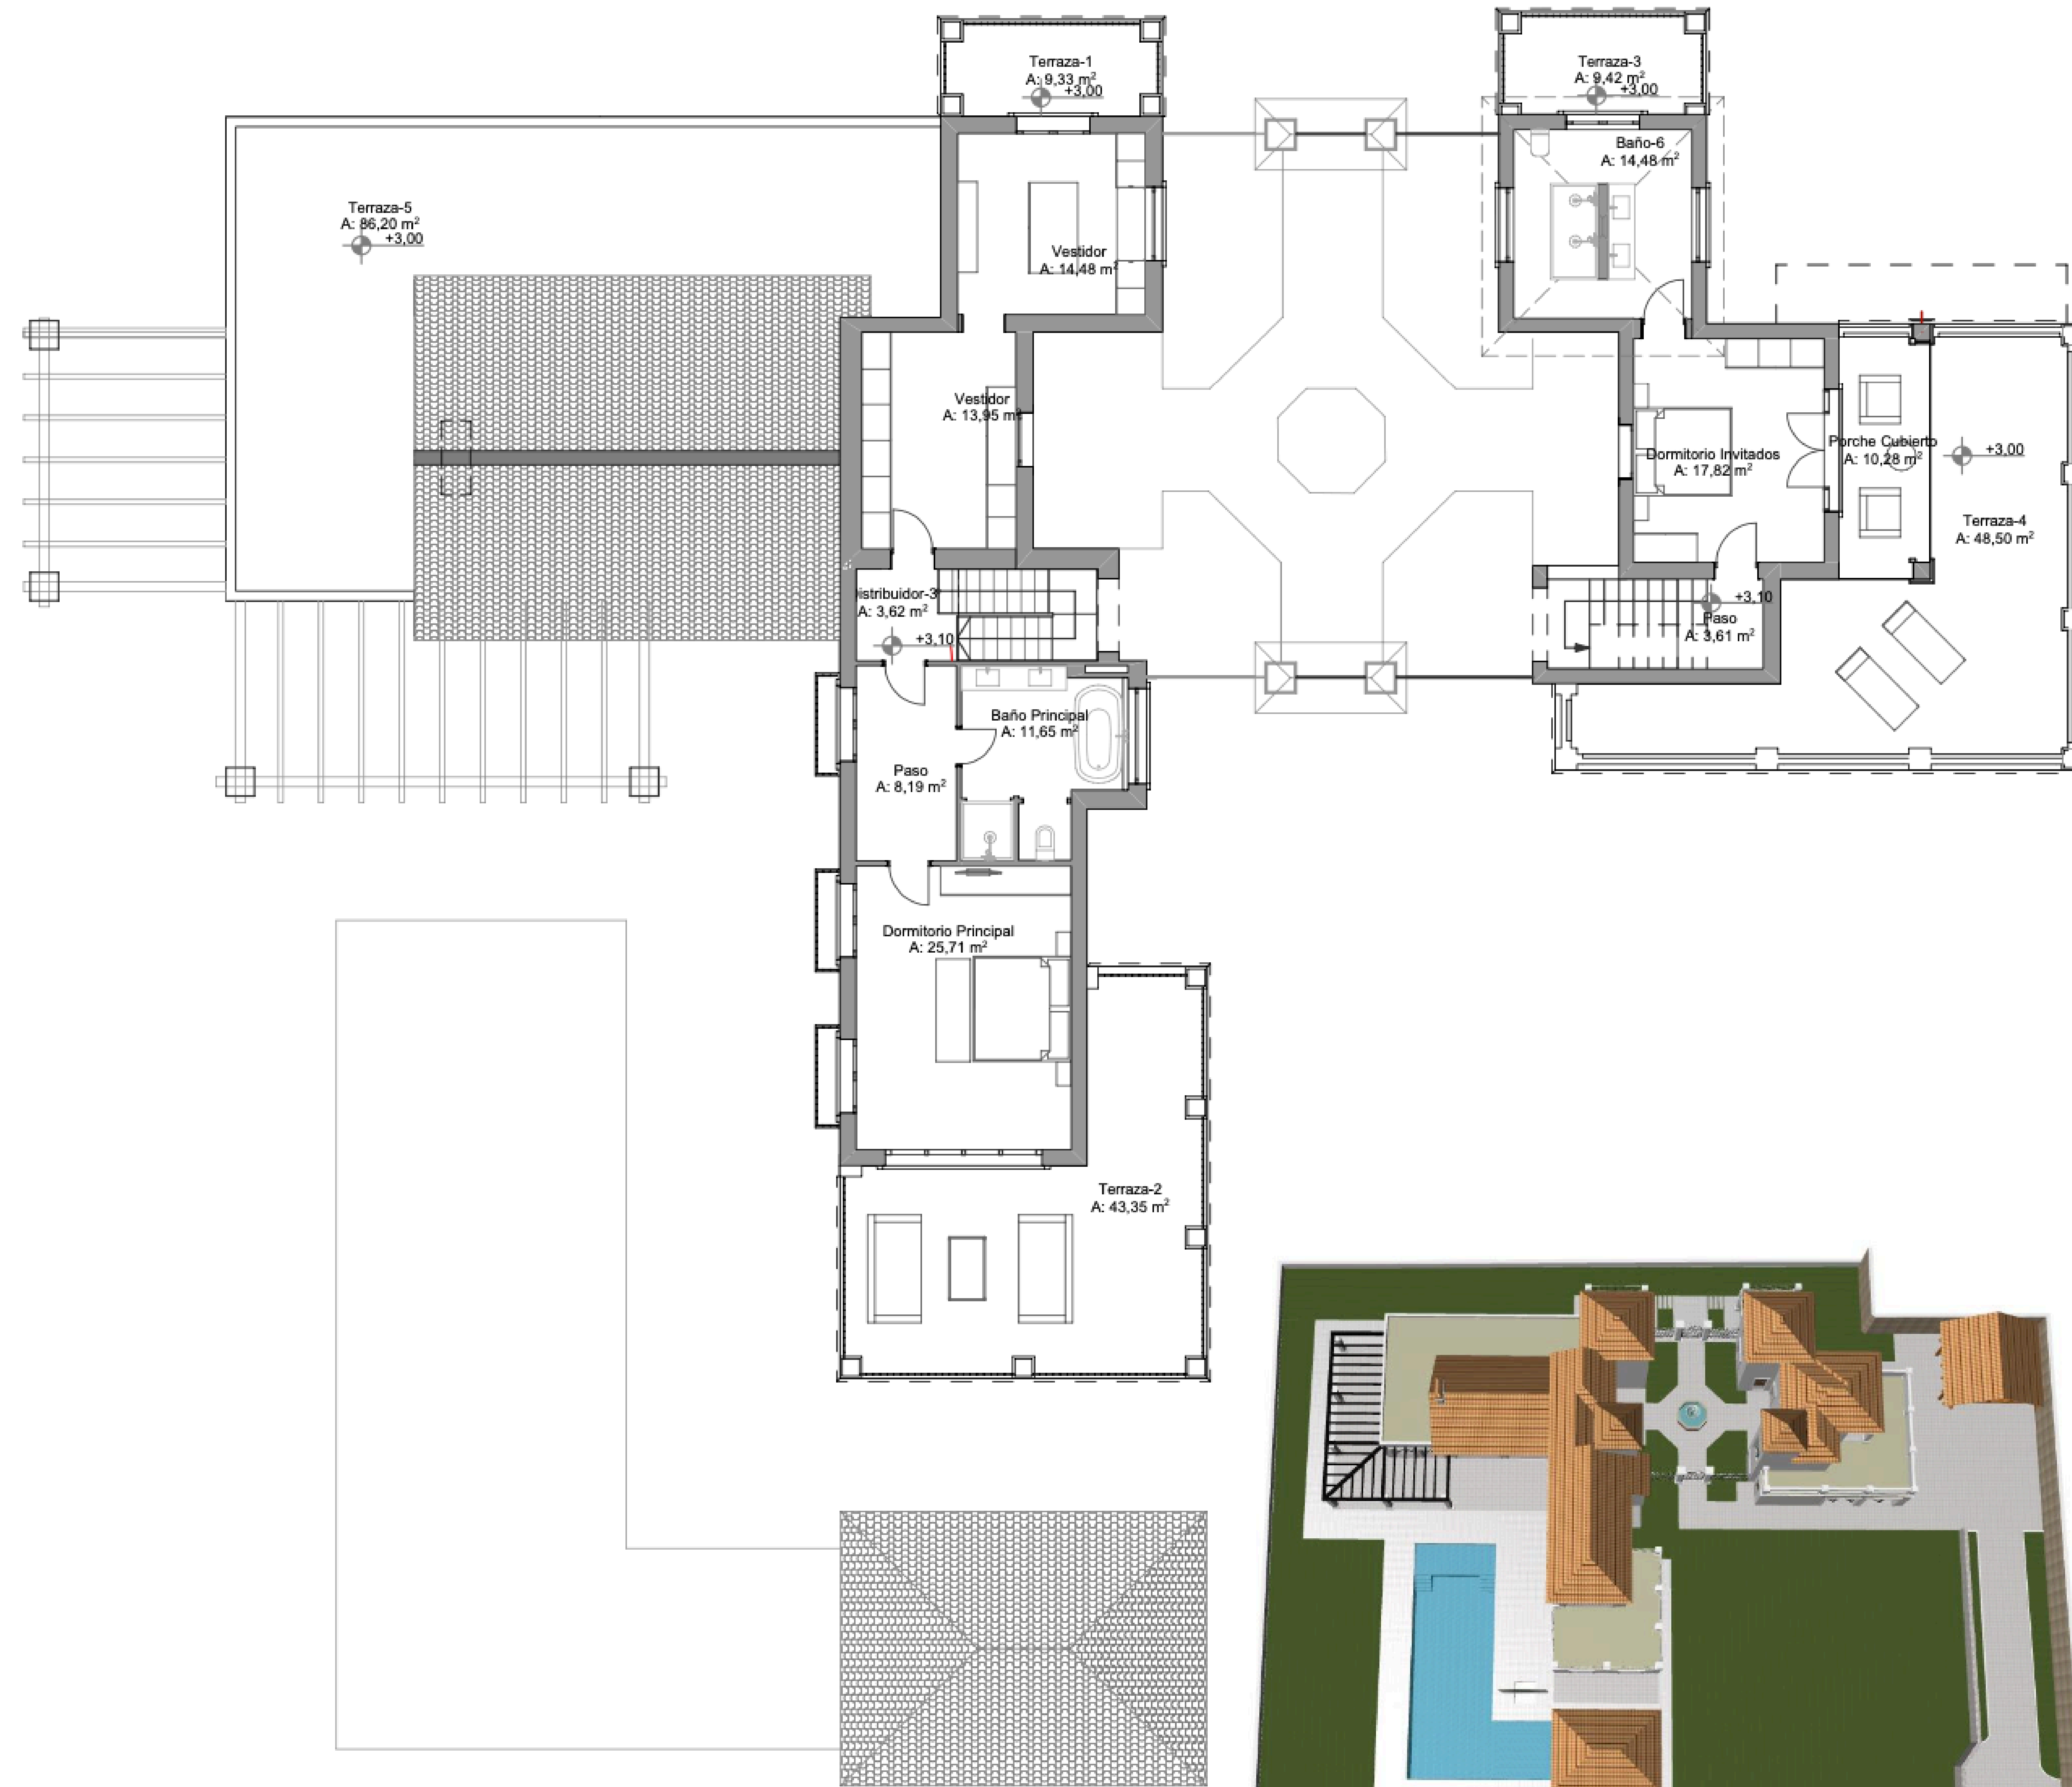 Terraza-1
A: 9,33 m²
+3,00
Terraza-3
A: 9,42 m²
+3,00
Baño-6
A: 14,48 m²
Terraza-5
A: 86,20 m²
+3,00
Vestidor
A: 14,48 m²
Vestidor
A: 13,95 m²
Dormitorio Invitados
A: 17,82 m²
Porche Cubierto
A: 10,28 m²
+3,00
Terraza-4
A: 48,50 m²
istribuidor-3
A: 3,62 m²
+3,10
+3,10
Paso
A: 3,61 m²
Baño Principal
A: 11,65 m²
Paso
A: 8,19 m²
Dormitorio Principal
A: 25,71 m²
Terraza-2
A: 43,35 m²